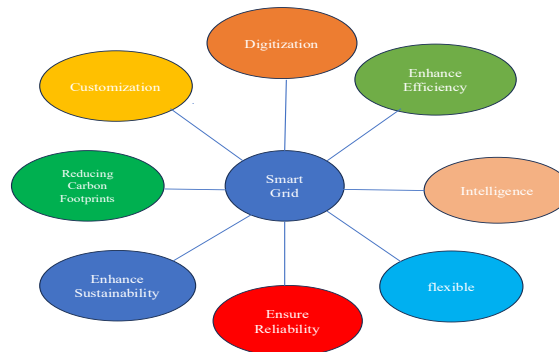 Digitization
Customization
Enhance
Efficiency
Reducing
Carbon
Footprints
Smart
Grid
Intelligence
Enhance
Sustainability
flexible
Ensure
Reliability